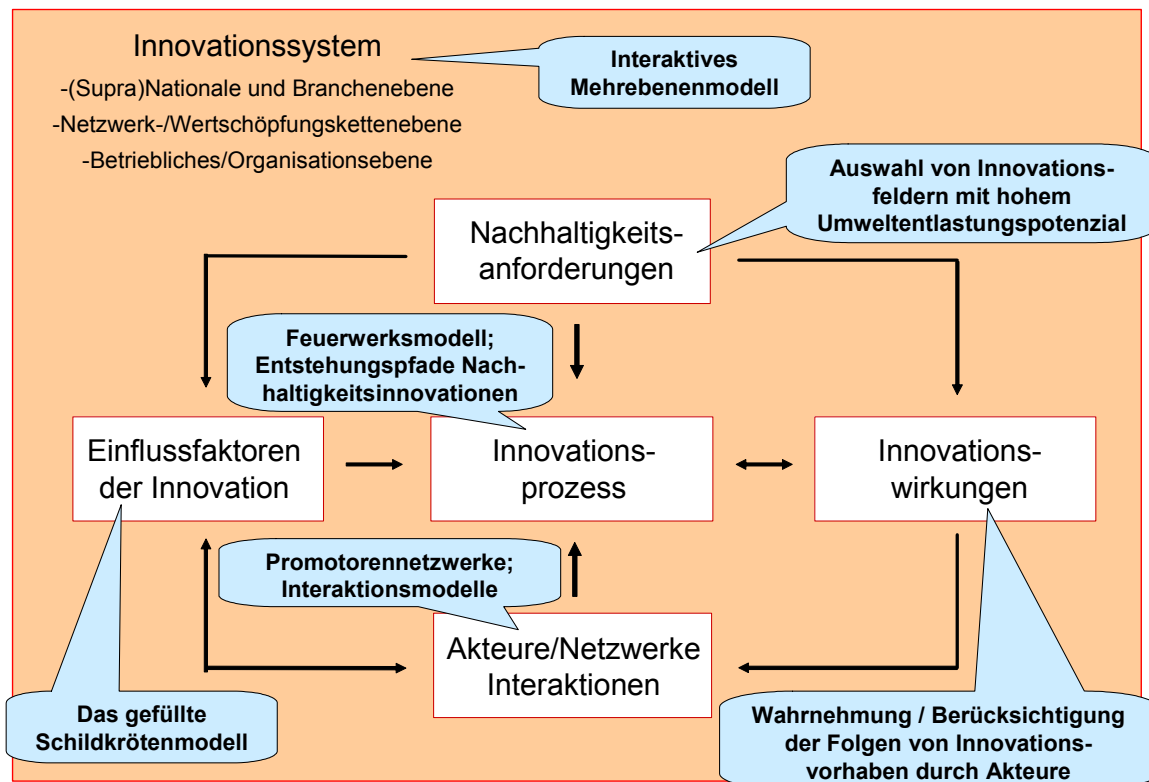 Innovationssystem
-(Supra)Nationale und Branchenebene
-Netzwerk-/Wertschöpfungskettenebene
-Betriebliches/Organisationsebene
Interaktives
Mehrebenenmodell
Auswahl von Innovations-
feldern mit hohem
Umweltentlastungspotenzial
Nachhaltigkeits-
anforderungen
Feuerwerksmodell;
Entstehungspfade Nach-
haltigkeitsinnovationen
Einflussfaktoren
der Innovation
Innovations-
prozess
Innovations-
wirkungen
Promotorennetzwerke;
Interaktionsmodelle
Akteure/Netzwerke
Interaktionen
Das gefüllte
Schildkrötenmodell
Wahrnehmung / Berücksichtigung
der Folgen von Innovations-
vorhaben durch Akteure